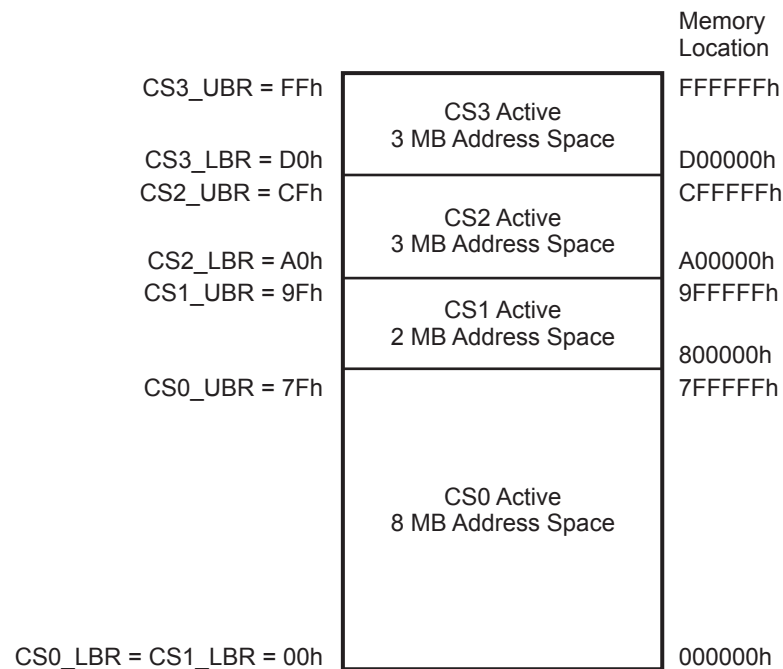 Memory
Location
CS3_UBR = FFh
FFFFFFh
CS3 Active
3 MB Address Space
CS3_LBR = D0h
D00000h
CS2_UBR = CFh
CFFFFFh
CS2 Active
3 MB Address Space
CS2_LBR = A0h
A00000h
CS1_UBR = 9Fh
9FFFFFh
CS1 Active
2 MB Address Space
800000h
CS0_UBR = 7Fh
7FFFFFh
CS0 Active
8 MB Address Space
CS0_LBR = CS1_LBR = 00h
000000h